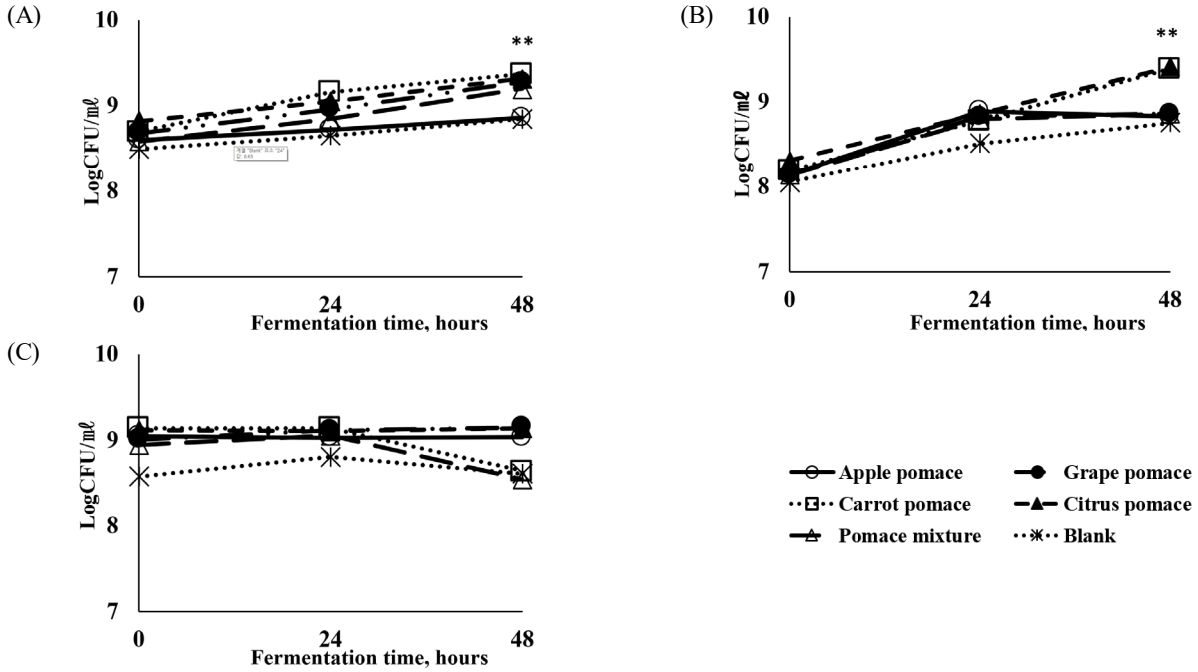 (A)
10
9
8
7
LogCFU/㎖
**
0
24
48
Fermentation time, hours
(B)
10
9
8
7
LogCFU/㎖
**
0
24
48
Fermentation time, hours
(C)
10
9
8
7
LogCFU/㎖
0
24
48
Fermentation time, hours
Apple pomace
Grape pomace
Carrot pomace
Citrus pomace
Pomace mixture
Blank